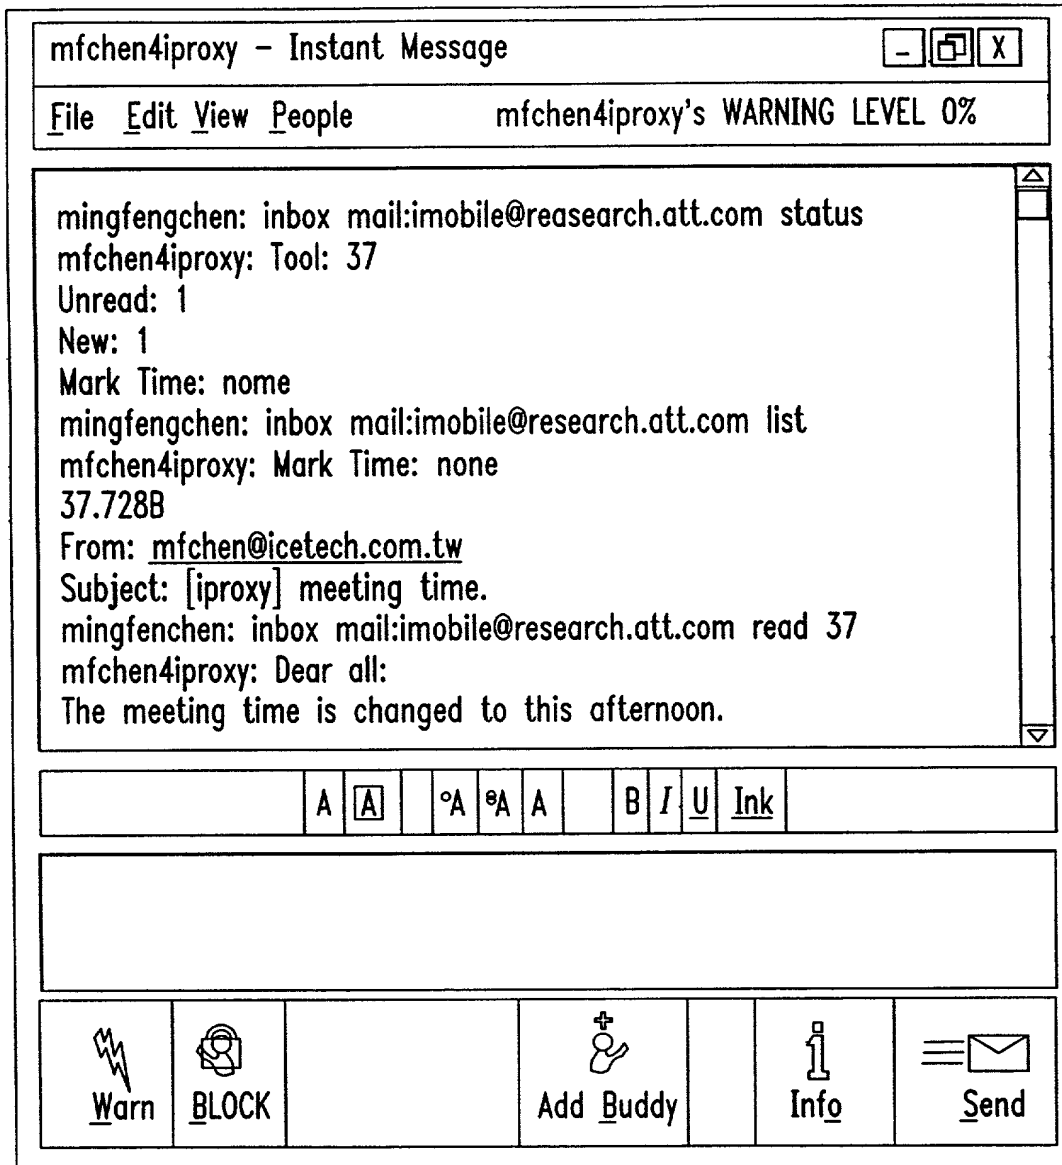 mfchen4iproxy – Instant Message
_ X
File Edit View People mfchen4iproxy's WARNING LEVEL 0%
mingfengchen: inbox mail:imobile@reasearch.att.com status
mfchen4iproxy: Tool: 37
Unread: 1
New: 1
Mark Time: nome
mingfengchen: inbox mail:imobile@research.att.com list
mfchen4iproxy: Mark Time: none
37.728B
From: mfchen@icetech.com.tw
Subject: [iproxy] meeting time.
mingfenchen: inbox mail:imobile@research.att.com read 37
mfchen4iproxy: Dear all:
The meeting time is changed to this afternoon.
A A °A ᶱA A B I U Ink
Warn BLOCK Add Buddy Info Send